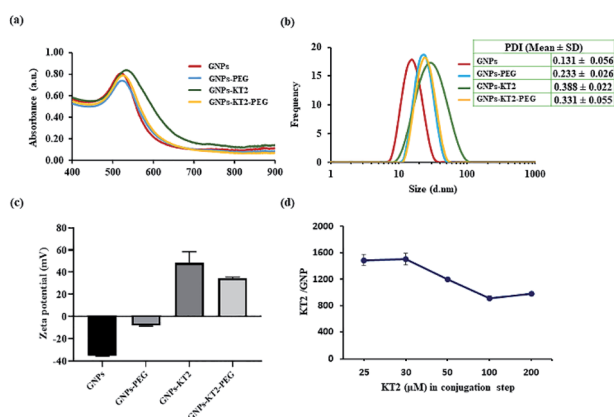 (a)
Absorbance (a.u.)
1.00
0.80
0.60
0.40
0.20
0.00
400
500
600
700
800
900
GNPs
GNPs-PEG
GNPs-KT2
GNPs-KT2-PEG
(b)
Frequency
20
15
10
5
0
1
10
100
1000
Size (d.nm)
GNPs
GNPs-PEG
GNPs-KT2
GNPs-KT2-PEG
PDI (Mean ± SD)
0.131 ± 0.056
0.233 ± 0.026
0.388 ± 0.022
0.331 ± 0.055
(c)
Zeta potential (mV)
80
60
40
20
0
-20
-40
GNPs
GNPs-PEG
GNPs-KT2
GNPs-KT2-PEG
(d)
KT2 /GNP
2000
1600
1200
800
400
0
25
30
50
100
200
KT2 (µM) in conjugation step